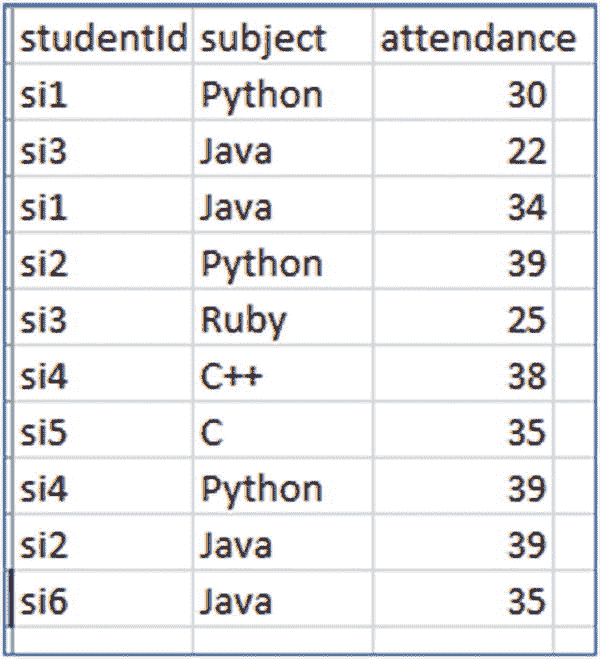 studentId subject attendance
si1 Python 30
si3 Java 22
si1 Java 34
si2 Python 39
si3 Ruby 25
si4 C++ 38
si5 C 35
si4 Python 39
si2 Java 39
si6 Java 35